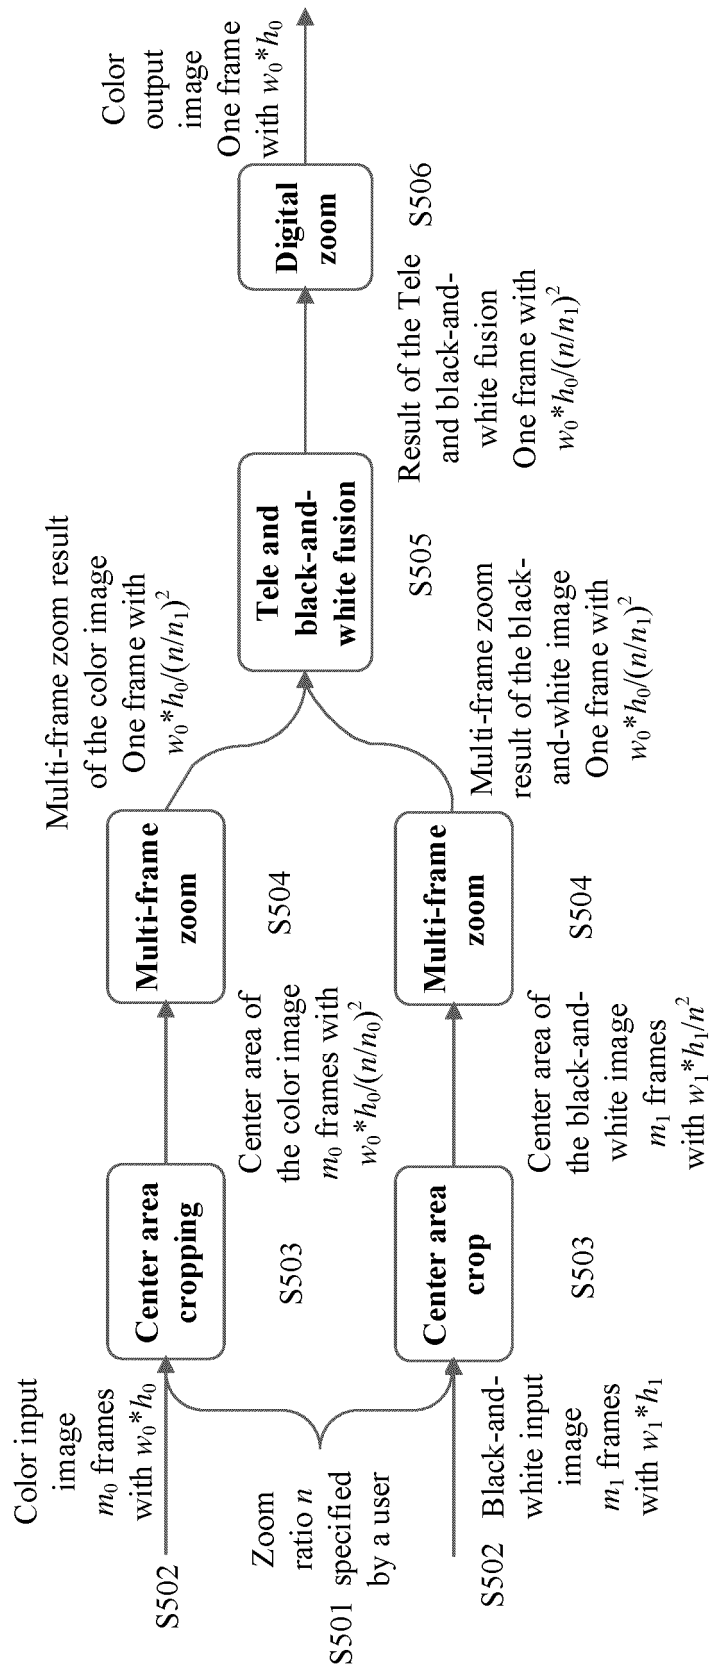 Color input
image
m₀ frames
with w₀*h₀
S502
Zoom
ratio n
specified
by a user
S501
S502
Black-and-
white input
image
m₁ frames
with w₁*h₁
Center area
cropping
S503
Center area
crop
S503
Center area of
the color image
m₀ frames with
w₀*h₀/(n/n₀)²
Center area of
the black-and-
white image
m₁ frames
with w₁*h₁/n²
Multi-frame
zoom
S504
Multi-frame
zoom
S504
Multi-frame zoom result
of the color image
One frame with
w₀*h₀/(n/n₁)²
Multi-frame zoom
result of the black-
and-white image
One frame with
w₀*h₀/(n/n₁)²
Tele and
black-and-
white fusion
S505
Result of the Tele
and black-and-
white fusion
One frame with
w₀*h₀/(n/n₁)²
Digital
zoom
S506
Color
output
image
One frame
with w₀*h₀